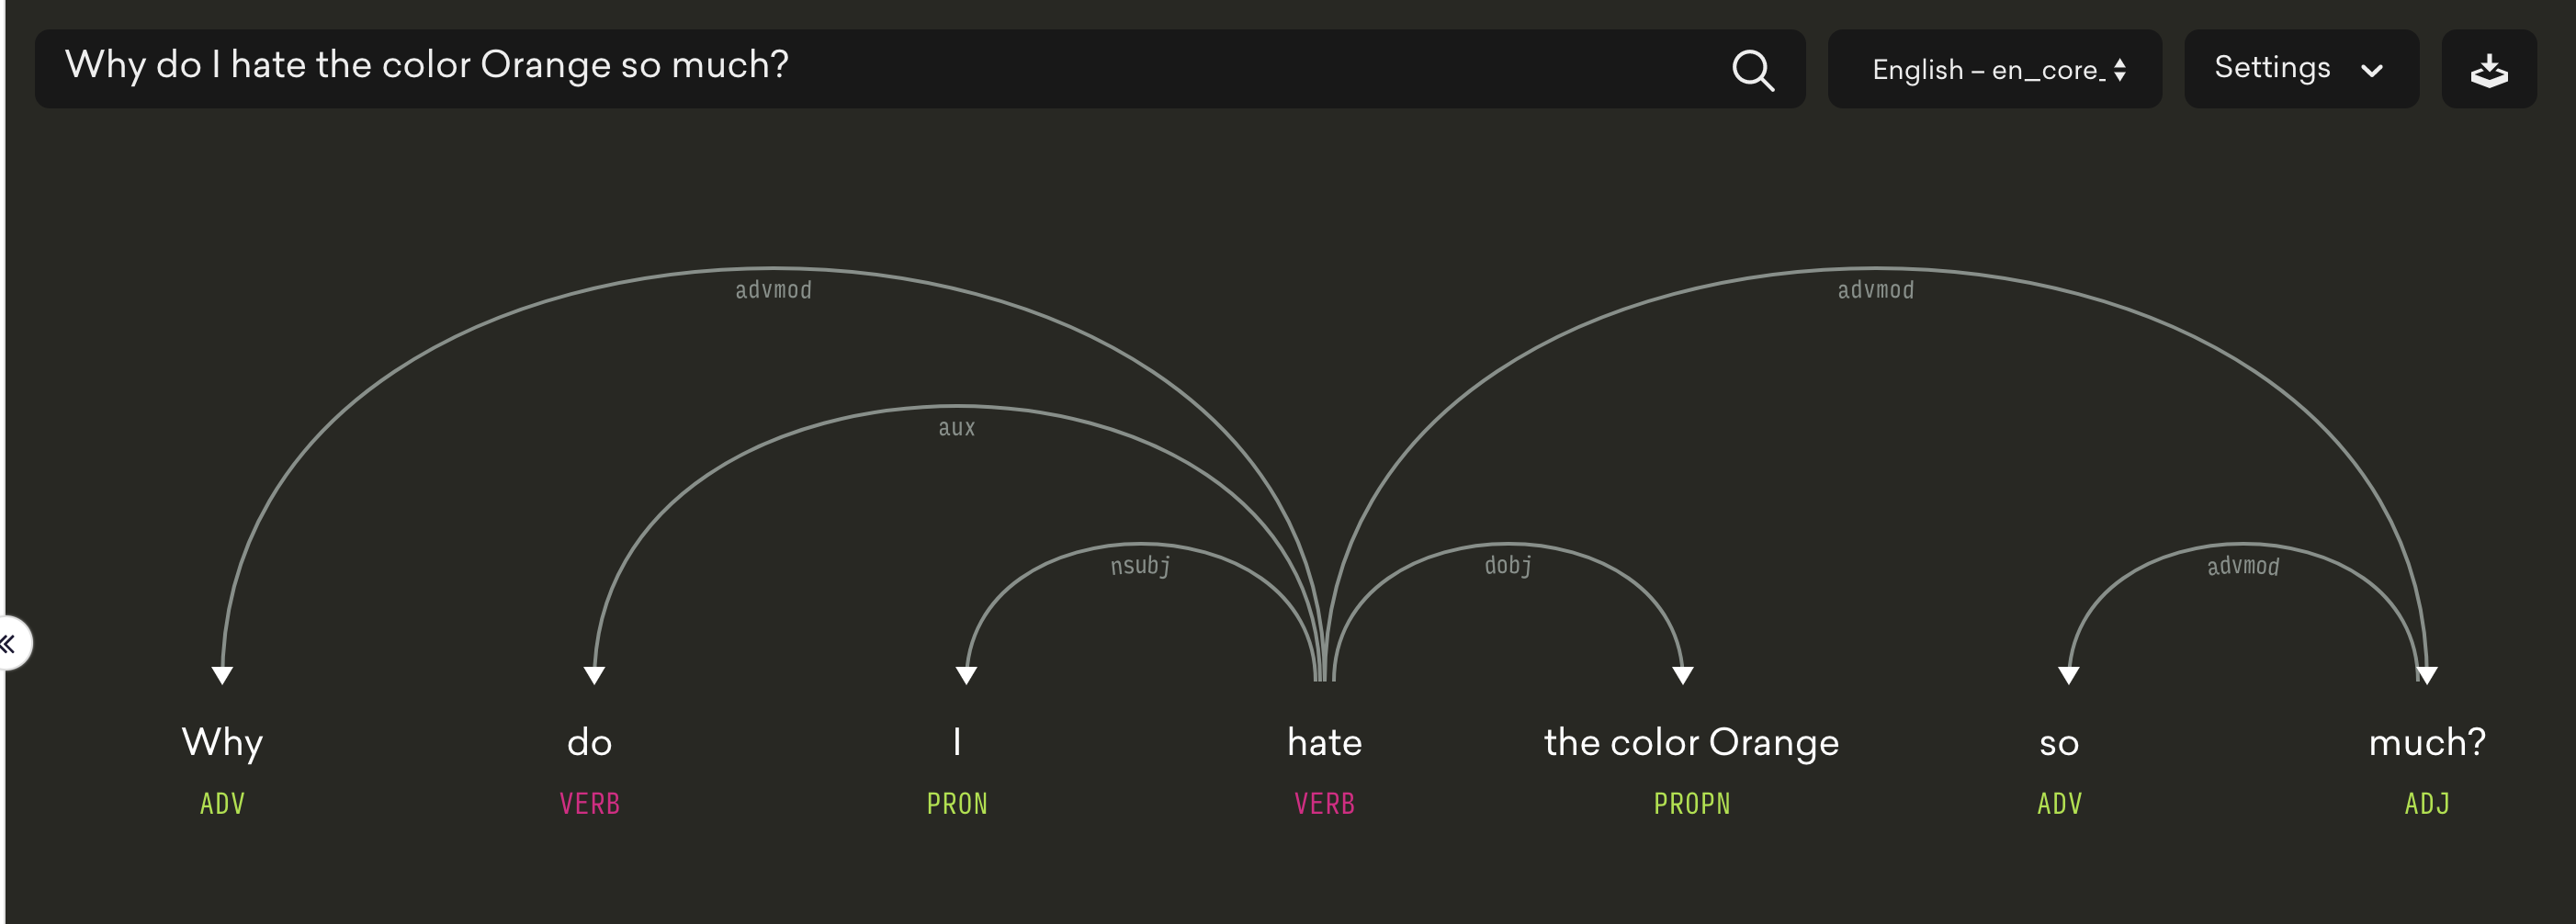 Why do I hate the color Orange so much?
English – en_core_
Settings
advmod
advmod
aux
nsubj
dobj
advmod
Why do I hate the color Orange so much?
ADV VERB PRON VERB PROPN ADV ADJ